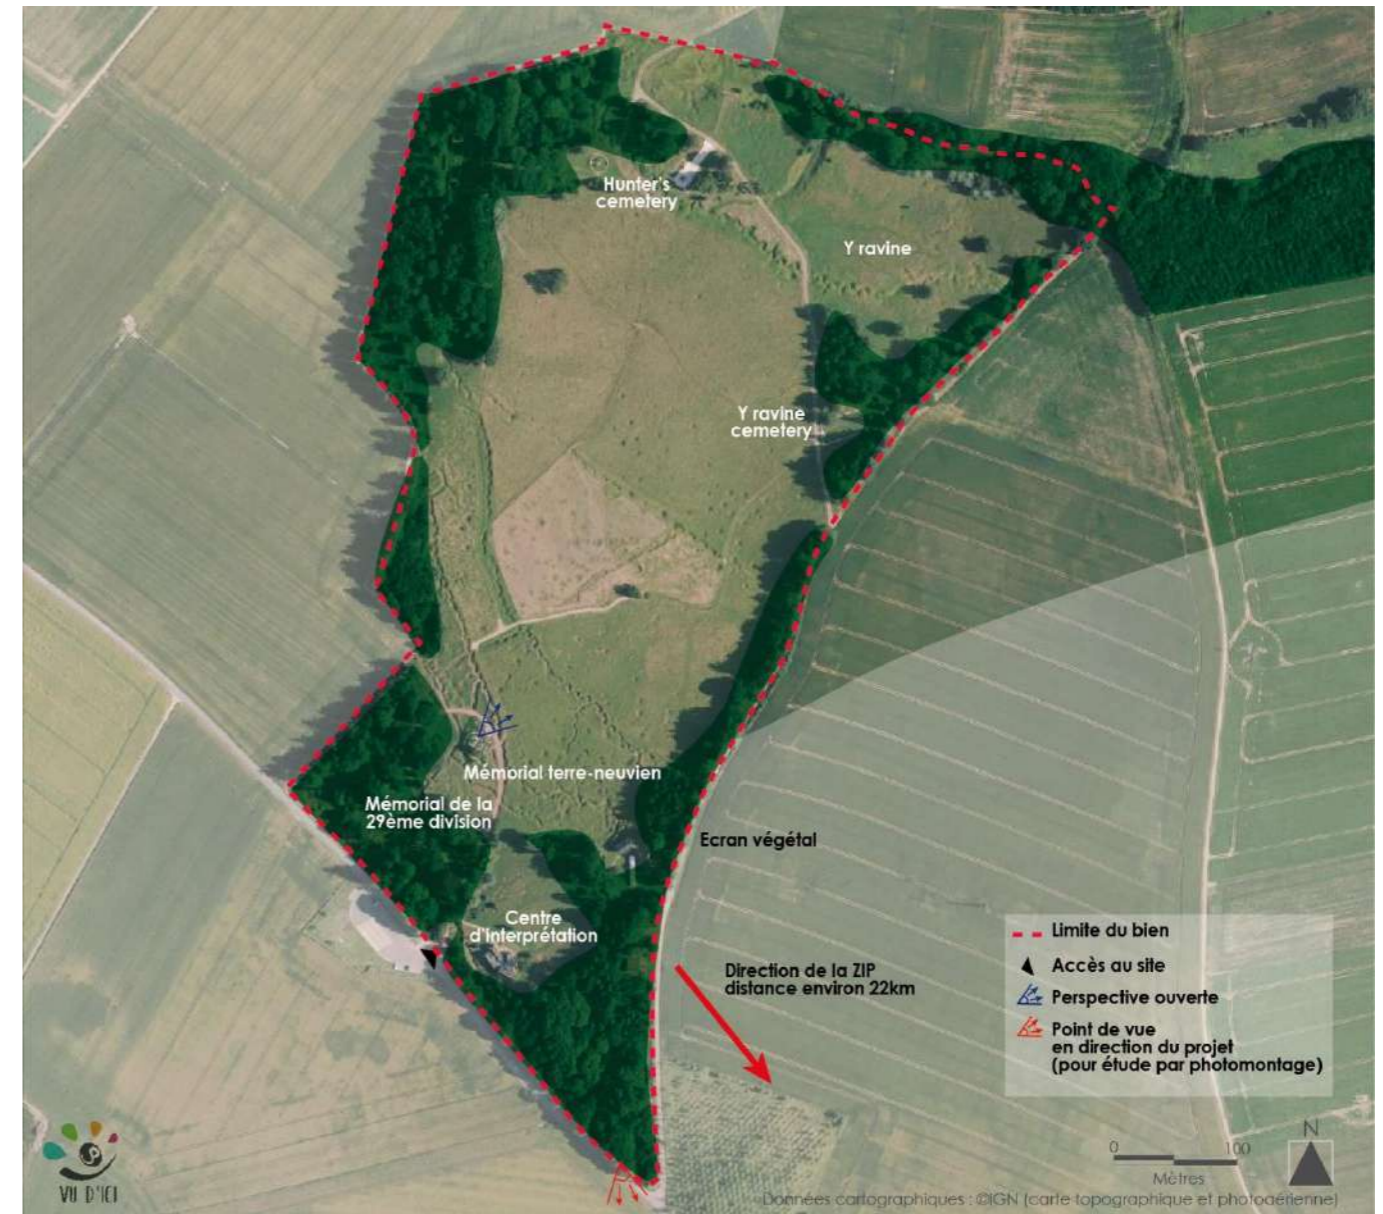 Hunter's
cemetery
Y ravine
Y ravine
cemetery
Mémorial terre-neuvien
Mémorial de la
29ème division
Ecran végétal
Centre
d'interprétation
Direction de la ZIP
distance environ 22km
Limite du bien
Accès au site
Perspective ouverte
Point de vue
en direction du projet
(pour étude par photomontage)
VU D'ICI
N
0 100
Mètres
Données cartographiques : ©IGN (carte topographique et photoaérienne)